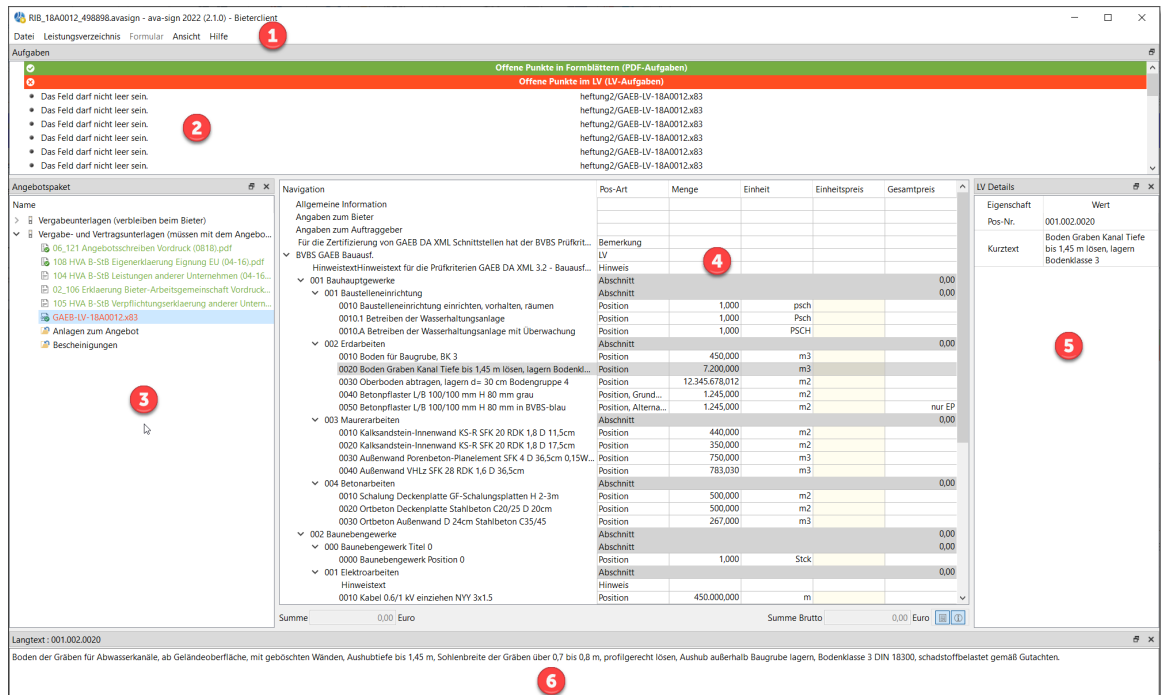 RIB_18A0012_498898.avasign - ava-sign 2022 (2.1.0) - Bieterclient
Datei Leistungsverzeichnis Formular Ansicht Hilfe
1
Aufgaben
Offene Punkte in Formblättern (PDF-Aufgaben)
Offene Punkte im LV (LV-Aufgaben)
Das Feld darf nicht leer sein. heftung2/GAEB-LV-18A0012.x83
Das Feld darf nicht leer sein. heftung2/GAEB-LV-18A0012.x83
Das Feld darf nicht leer sein. heftung2/GAEB-LV-18A0012.x83
2
Das Feld darf nicht leer sein. heftung2/GAEB-LV-18A0012.x83
Das Feld darf nicht leer sein. heftung2/GAEB-LV-18A0012.x83
Das Feld darf nicht leer sein. heftung2/GAEB-LV-18A0012.x83
Angebotspaket
Name
Vergabeunterlagen (verbleiben beim Bieter)
Vergabe- und Vertragsunterlagen (müssen mit dem Angebo...
06_121 Angebotsschreiben Vordruck (0818).pdf
108 HVA B-StB Eigenerklaerung Eignung EU (04-16).pdf
104 HVA B-StB Leistungen anderer Unternehmen (04-16...
02_106 Erklaerung Bieter-Arbeitsgemeinschaft Vordruck...
105 HVA B-StB Verpflichtungserklaerung anderer Untern...
GAEB-LV-18A0012.x83
Anlagen zum Angebot
Bescheinigungen
3
Navigation Pos-Art Menge Einheit Einheitspreis Gesamtpreis
Allgemeine Information
Angaben zum Bieter
Angaben zum Auftraggeber
Für die Zertifizierung von GAEB DA XML Schnittstellen hat der BVBS Prüfkrit... Bemerkung
BVBS GAEB Bauausf. LV
4
HinweistextHinweistext für die Prüfkriterien GAEB DA XML 3.2 - Bauausf... Hinweis
001 Bauhauptgewerke Abschnitt 0,00
001 Baustelleneinrichtung Abschnitt 0,00
0010 Baustelleneinrichtung einrichten, vorhalten, räumen Position 1,000 psch
0010.1 Betreiben der Wasserhaltungsanlage Position 1,000 Psch
0010.A Betreiben der Wasserhaltungsanlage mit Überwachung Position 1,000 PSCH
002 Erdarbeiten Abschnitt 0,00
0010 Boden für Baugrube, BK 3 Position 450,000 m3
0020 Boden Graben Kanal Tiefe bis 1,45 m lösen, lagern Bodenkl... Position 7.200,000 m3
0030 Oberboden abtragen, lagern d= 30 cm Bodengruppe 4 Position 12.345.678,012 m2
0040 Betonpflaster L/B 100/100 mm H 80 mm grau Position, Grund... 1.245,000 m2
0050 Betonpflaster L/B 100/100 mm H 80 mm in BVBS-blau Position, Alterna... 1.245,000 m2 nur EP
003 Maurerarbeiten Abschnitt 0,00
0010 Kalksandstein-Innenwand KS-R SFK 20 RDK 1,8 D 11,5cm Position 440,000 m2
0020 Kalksandstein-Innenwand KS-R SFK 20 RDK 1,8 D 17,5cm Position 350,000 m2
0030 Außenwand Porenbeton-Planelement SFK 4 D 36,5cm 0,15W... Position 750,000 m3
0040 Außenwand VHLz SFK 28 RDK 1,6 D 36,5cm Position 783,030 m3
004 Betonarbeiten Abschnitt 0,00
0010 Schalung Deckenplatte GF-Schalungsplatten H 2-3m Position 500,000 m2
0020 Ortbeton Deckenplatte Stahlbeton C20/25 D 20cm Position 500,000 m2
0030 Ortbeton Außenwand D 24cm Stahlbeton C35/45 Position 267,000 m3
002 Baunebengewerke Abschnitt 0,00
000 Baunebengewerk Titel 0 Abschnitt 0,00
0000 Baunebengewerk Position 0 Position 1,000 Stck
001 Elektroarbeiten Abschnitt 0,00
Hinweistext Hinweis
0010 Kabel 0.6/1 kV einziehen NYY 3x1.5 Position 450.000,000 m
Summe 0,00 Euro Summe Brutto 0,00 Euro
LV Details
Eigenschaft Wert
Pos-Nr. 001.002.0020
Kurztext Boden Graben Kanal Tiefe
bis 1,45 m lösen, lagern
Bodenklasse 3
5
Langtext : 001.002.0020
Boden der Gräben für Abwasserkanäle, ab Geländeoberfläche, mit geböschten Wänden, Aushubtiefe bis 1,45 m, Sohlenbreite der Gräben über 0,7 bis 0,8 m, profilgerecht lösen, Aushub außerhalb Baugrube lagern, Bodenklasse 3 DIN 18300, schadstoffbelastet gemäß Gutachten.
6